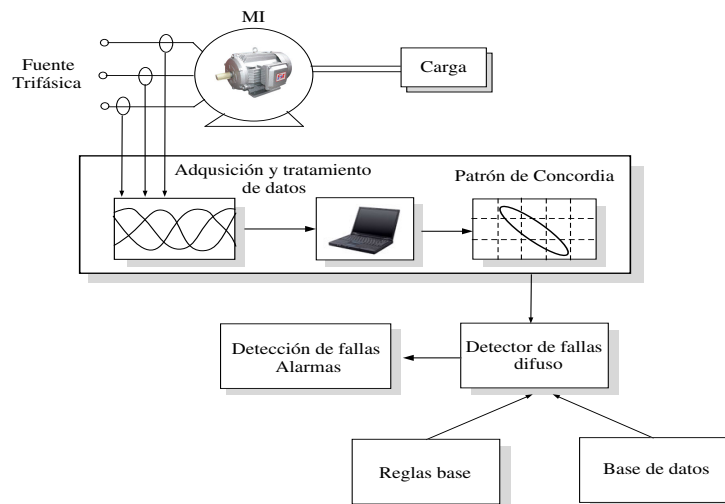 MI
Fuente
Trifásica
Carga
Adqusición y tratamiento
de datos
Patrón de Concordia
Detección de fallas
Alarmas
Detector de fallas
difuso
Reglas base
Base de datos